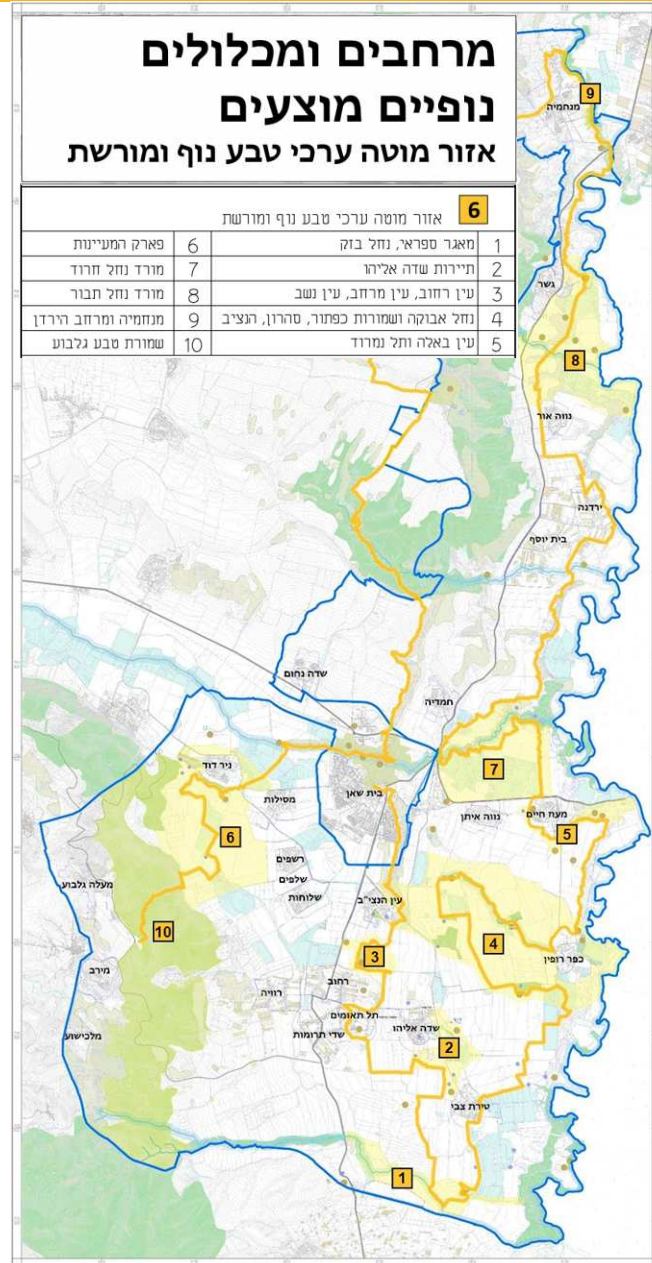 מרחבים ומכלולים
נופיים מוצעים
אזור מוטה ערכי טבע נוף ומורשת
6 אזור מוטה ערכי טבע נוף ומורשת
1 מאגר ספראי, נחל בזק 6 פארק המעיינות
2 תיירות שדה אליהו 7 מורד נחל חרוד
3 עין רחוב, עין מרחב, עין נשב 8 מורד נחל תבור
4 נחל אבוקה ושמורות כפתור, סהרון, הנציב 9 מנחמיה ומרחב הירדן
5 עין באלה ותל נמרוד 10 שמורת טבע גלבוע
מנחמיה
9
גשר
8
נווה אור
ירדנה
בית יוסף
שדה נחום
חמדיה
7
ניר דוד
בית שאן
מסילות
נווה איתן
מעוז חיים
5
6
רשפים
שלפים
שלוחות
מעלה גלבוע
עין הנצי"ב
10
4
3
כפר רופין
מירב
רחוב
רוויה
תל תאומים
שדי תרומות
שדה אליהו
2
מלכישוע
טירת צבי
1